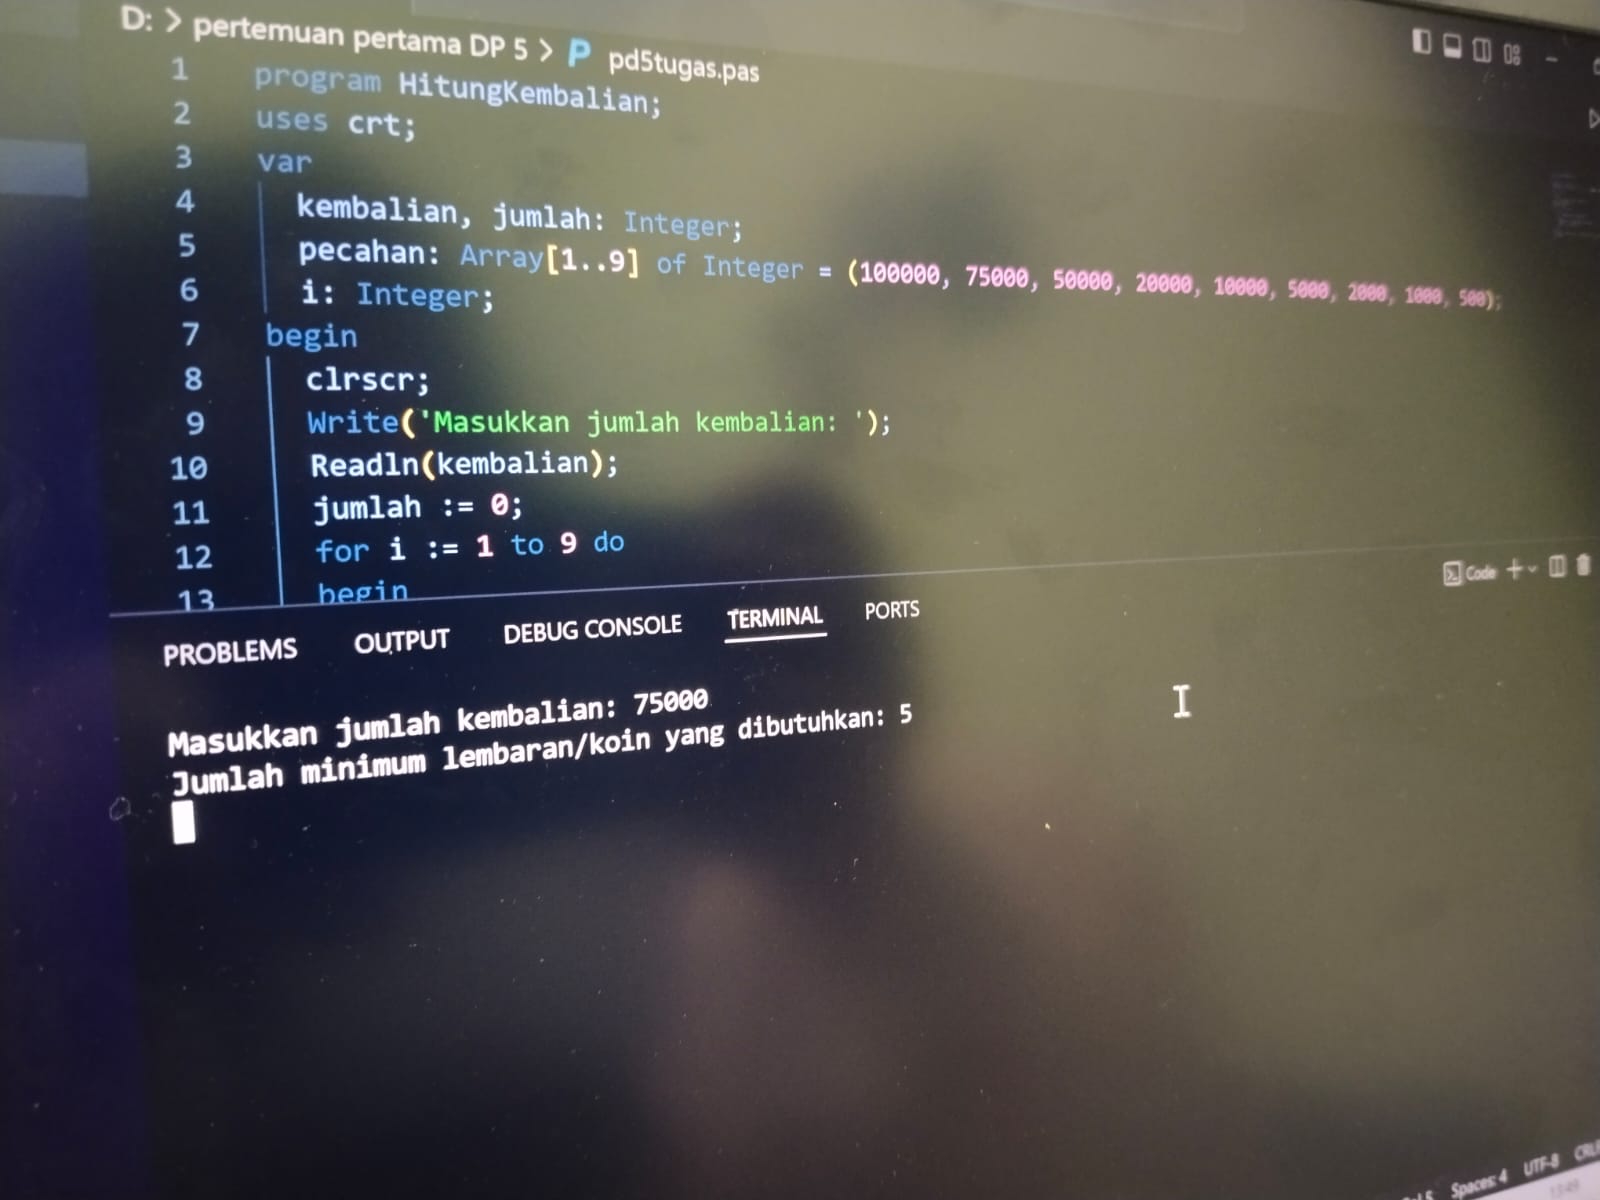 D: > pertemuan pertama DP 5 > P pd5tugas.pas
1 program HitungKembalian;
2 uses crt;
3 var
4 kembalian, jumlah: Integer;
5 pecahan: Array[1..9] of Integer = (100000, 75000, 50000, 20000, 10000, 5000, 2000, 1000, 500);
6 i: Integer;
7 begin
8 clrscr;
9 Write('Masukkan jumlah kembalian: ');
10 Readln(kembalian);
11 jumlah := 0;
12 for i := 1 to 9 do
13 begin
Code
PROBLEMS OUTPUT DEBUG CONSOLE TERMINAL PORTS
Masukkan jumlah kembalian: 75000
Jumlah minimum lembaran/koin yang dibutuhkan: 5
Spaces: 4 UTF-8